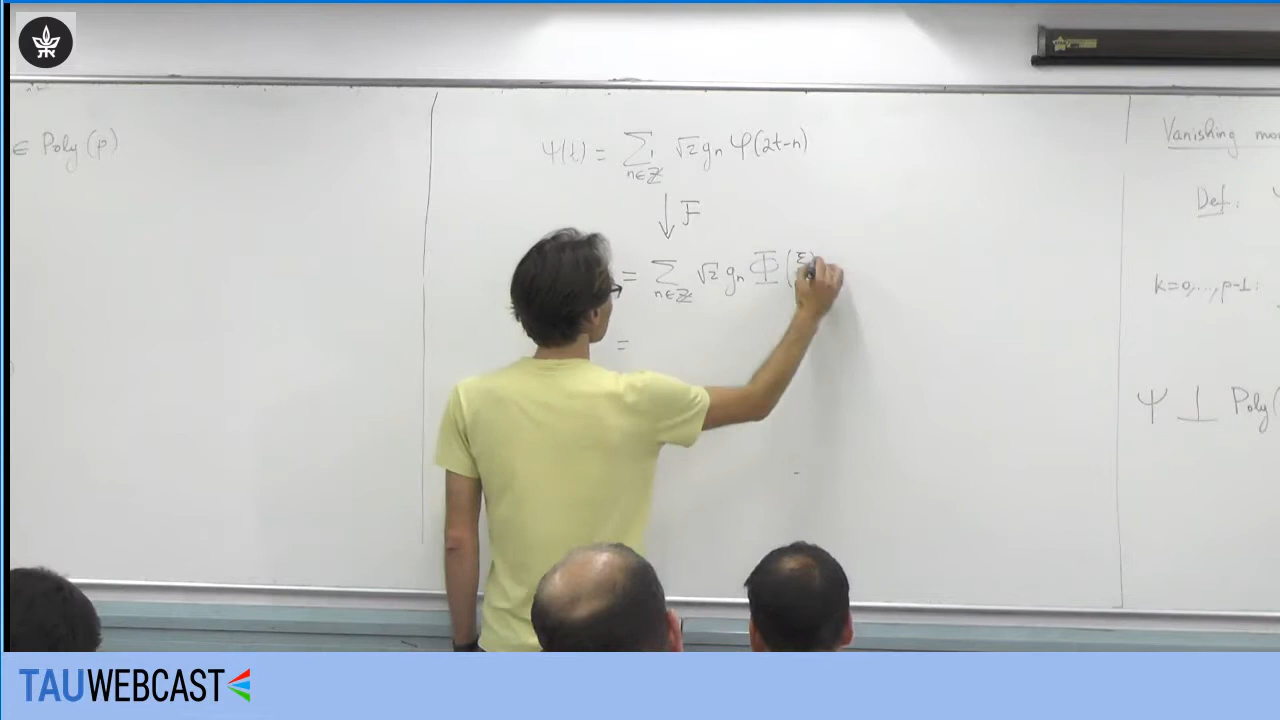 ∈ Poly(p)
Ψ(t) = ∑ √2 gₙ φ(2t-n)
n∈ℤ
↓ F
= ∑ √2 gₙ Φ(ξ
n∈ℤ
=
Vanishing
Def:
k=0,...,p-1:
Ψ ⊥ Poly(
TAUWEBCAST